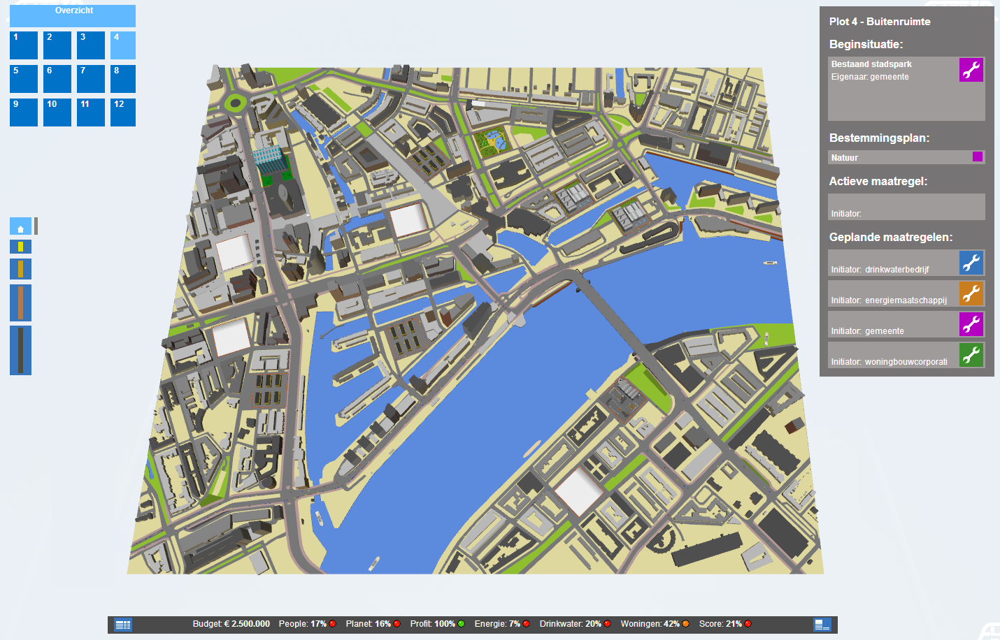 Overzicht
1 2 3 4
5 6 7 8
9 10 11 12
Plot 4 - Buitenruimte
Beginsituatie:
Bestaand stadspark
Eigenaar: gemeente
Bestemmingsplan:
Natuur
Actieve maatregel:
Initiator:
Geplande maatregelen:
Initiator: drinkwaterbedrijf
Initiator: energiemaatschappij
Initiator: gemeente
Initiator: woningbouwcorporati
Budget: € 2.500.000 People: 17% Planet: 16% Profit: 100% Energie: 7% Drinkwater: 20% Woningen: 42% Score: 21%